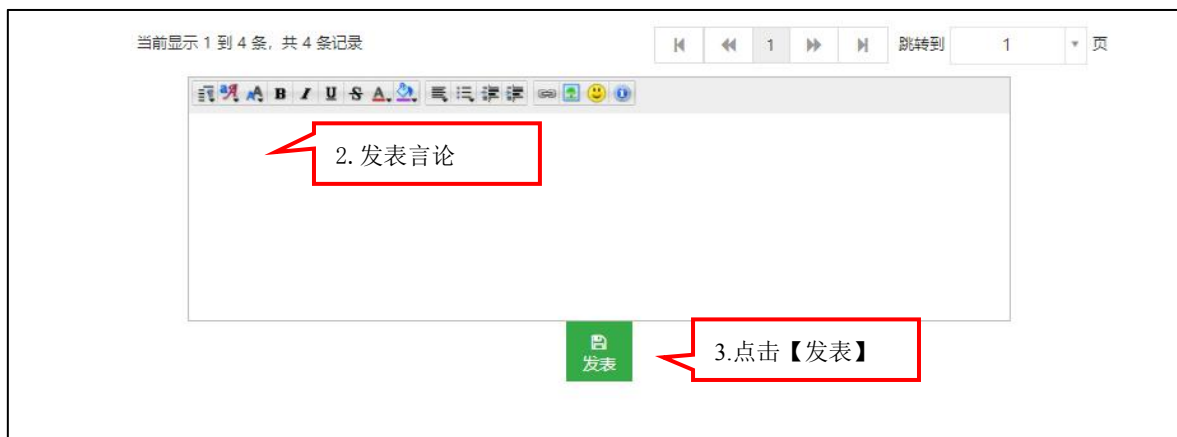 当前显示 1 到 4 条, 共 4 条记录
1
跳转到
1
页
2. 发表言论
发表
3.点击【发表】